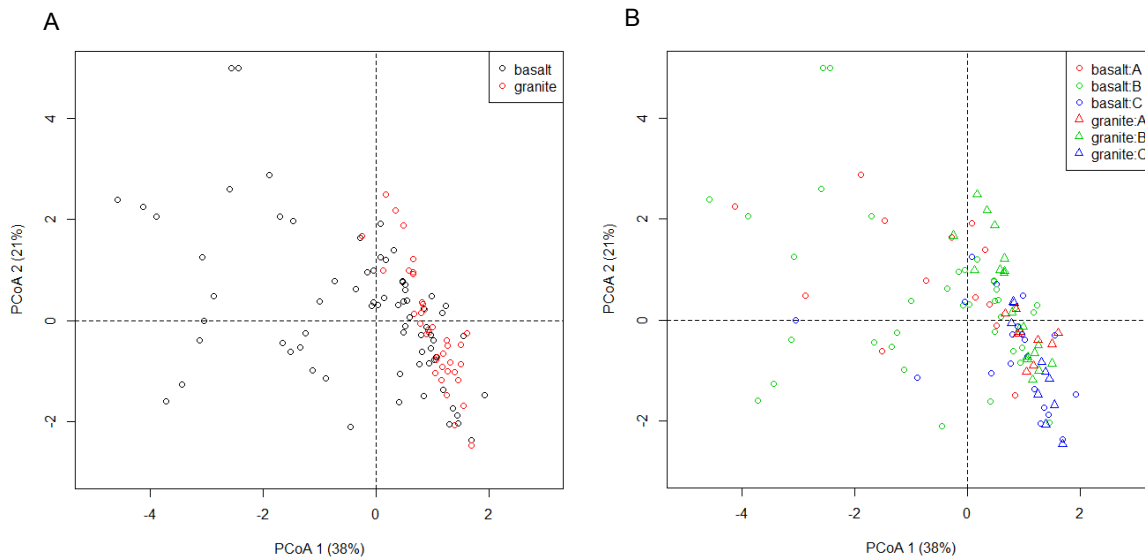 A
basalt
granite
4
2
0
-2
PCoA 2 (21%)
-4
-2
0
2
PCoA 1 (38%)
B
basalt:A
basalt:B
basalt:C
granite:A
granite:B
granite:C
4
2
0
-2
PCoA 2 (21%)
-4
-2
0
2
PCoA 1 (38%)